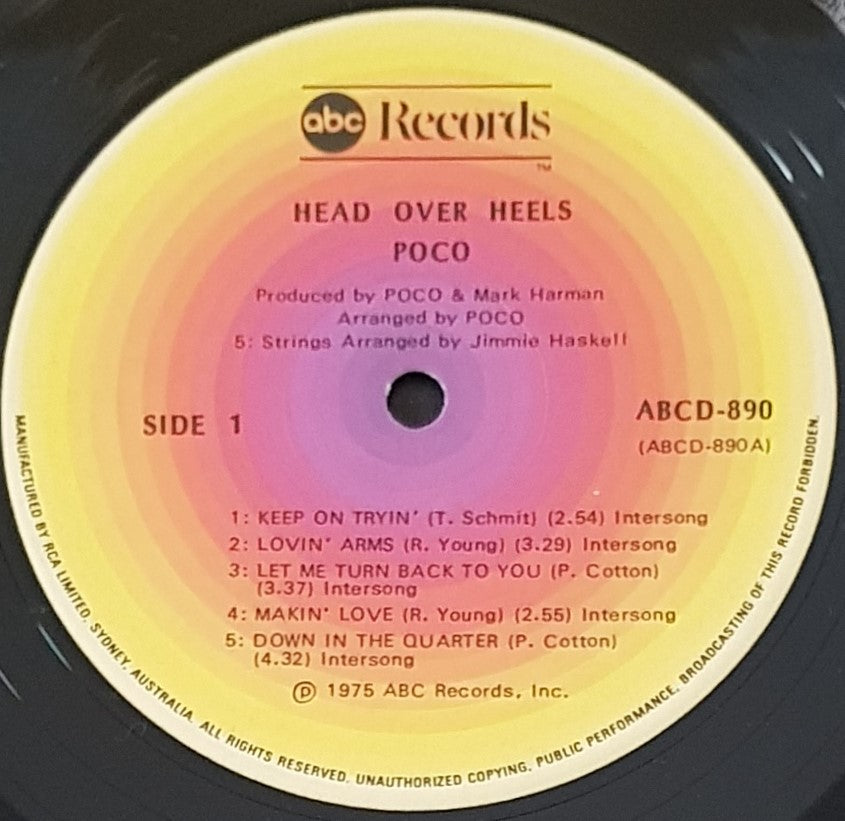 abc Records
™
HEAD OVER HEELS
POCO
Produced by POCO & Mark Harman
Arranged by POCO
5: Strings Arranged by Jimmie Haskell
SIDE 1
ABCD-890
(ABCD-890A)
1: KEEP ON TRYIN' (T. Schmit) (2.54) Intersong
2: LOVIN' ARMS (R. Young) (3.29) Intersong
3: LET ME TURN BACK TO YOU (P. Cotton)
(3.37) Intersong
4: MAKIN' LOVE (R. Young) (2.55) Intersong
5: DOWN IN THE QUARTER (P. Cotton)
(4.32) Intersong
℗ 1975 ABC Records, Inc.
MANUFACTURED BY RCA LIMITED, SYDNEY, AUSTRALIA. ALL RIGHTS RESERVED. UNAUTHORIZED COPYING, PUBLIC PERFORMANCE, BROADCASTING OF THIS RECORD FORBIDDEN.